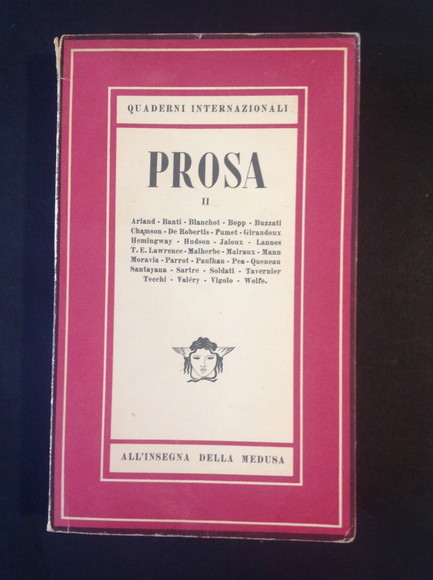 QUADERNI INTERNAZIONALI
PROSA
II
Arland - Banti - Blanchot - Bopp - Buzzati
Chamson - De Robertis - Fumet - Giraudoux
Hemingway - Hudson - Jaloux - Lannes
T. E. Lawrence - Malherbe - Malraux - Mann
Moravia - Parrot - Paulhan - Pea - Queneau
Santayana - Sartre - Soldati - Tavernier
Tecchi - Valéry - Vigolo - Wolfe.
ALL'INSEGNA DELLA MEDUSA